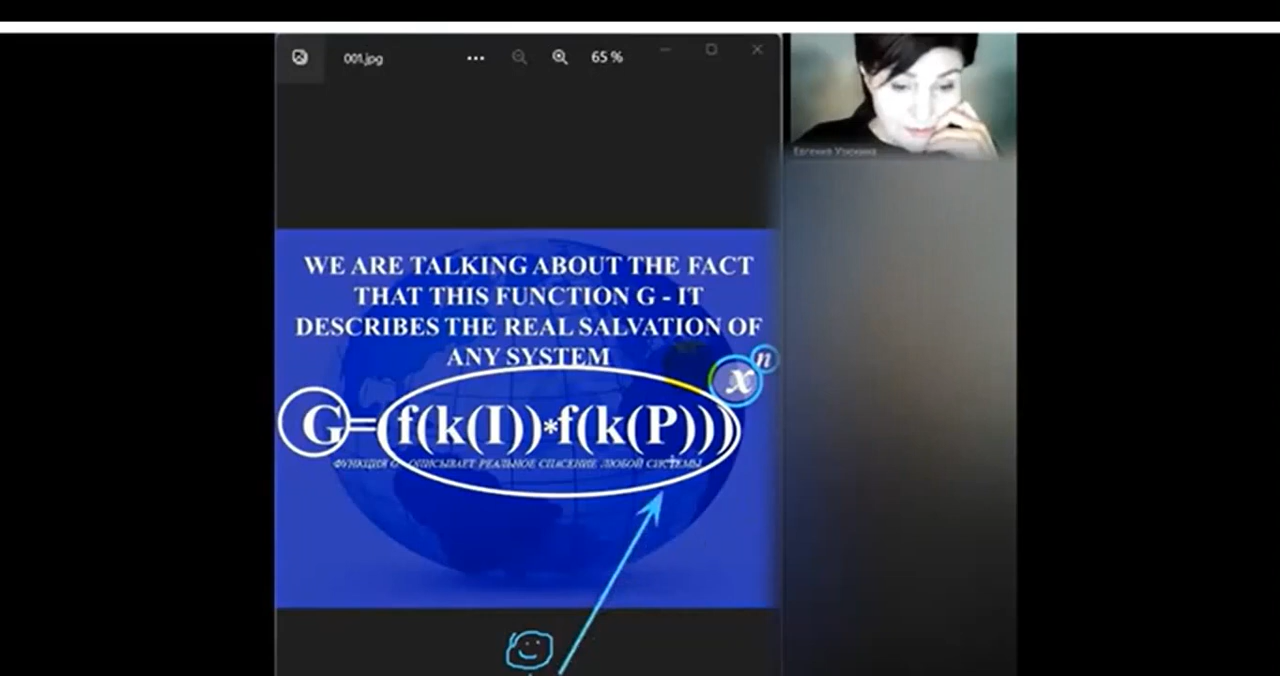 001.jpg
...
65 %
WE ARE TALKING ABOUT THE FACT
THAT THIS FUNCTION G - IT
DESCRIBES THE REAL SALVATION OF
ANY SYSTEM
G=(f(k(I))*f(k(P)))
x n
ФУНКЦИЯ G - ОПИСЫВАЕТ РЕАЛЬНОЕ СПАСЕНИЕ ЛЮБОЙ СИСТЕМЫ
Евгения